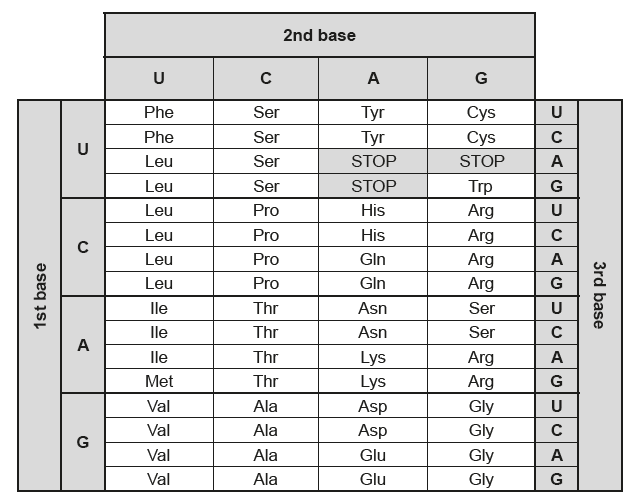 2nd base
U C A G
Phe Ser Tyr Cys U
Phe Ser Tyr Cys C
U
Leu Ser STOP STOP A
Leu Ser STOP Trp G
Leu Pro His Arg U
Leu Pro His Arg C
C
Leu Pro Gln Arg A
Leu Pro Gln Arg G
1st base
3rd base
Ile Thr Asn Ser U
Ile Thr Asn Ser C
A
Ile Thr Lys Arg A
Met Thr Lys Arg G
Val Ala Asp Gly U
Val Ala Asp Gly C
G
Val Ala Glu Gly A
Val Ala Glu Gly G